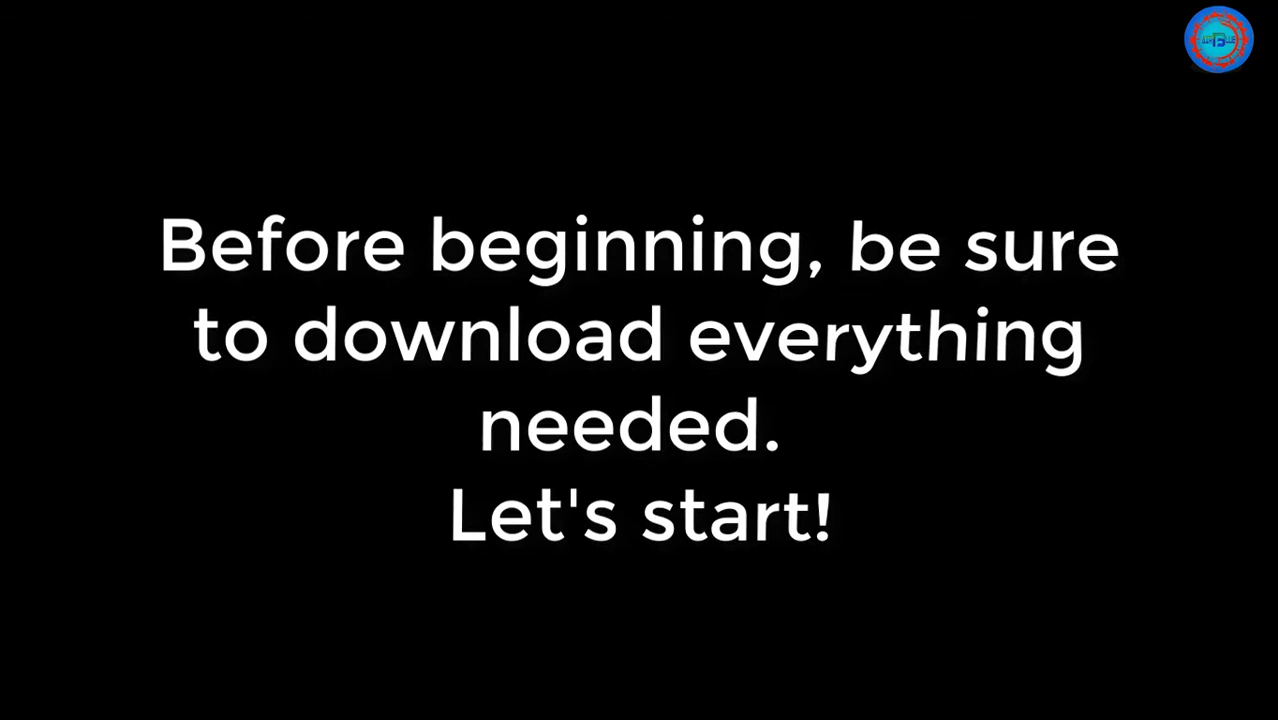 Before beginning, be sure
to download everything
needed.
Let's start!